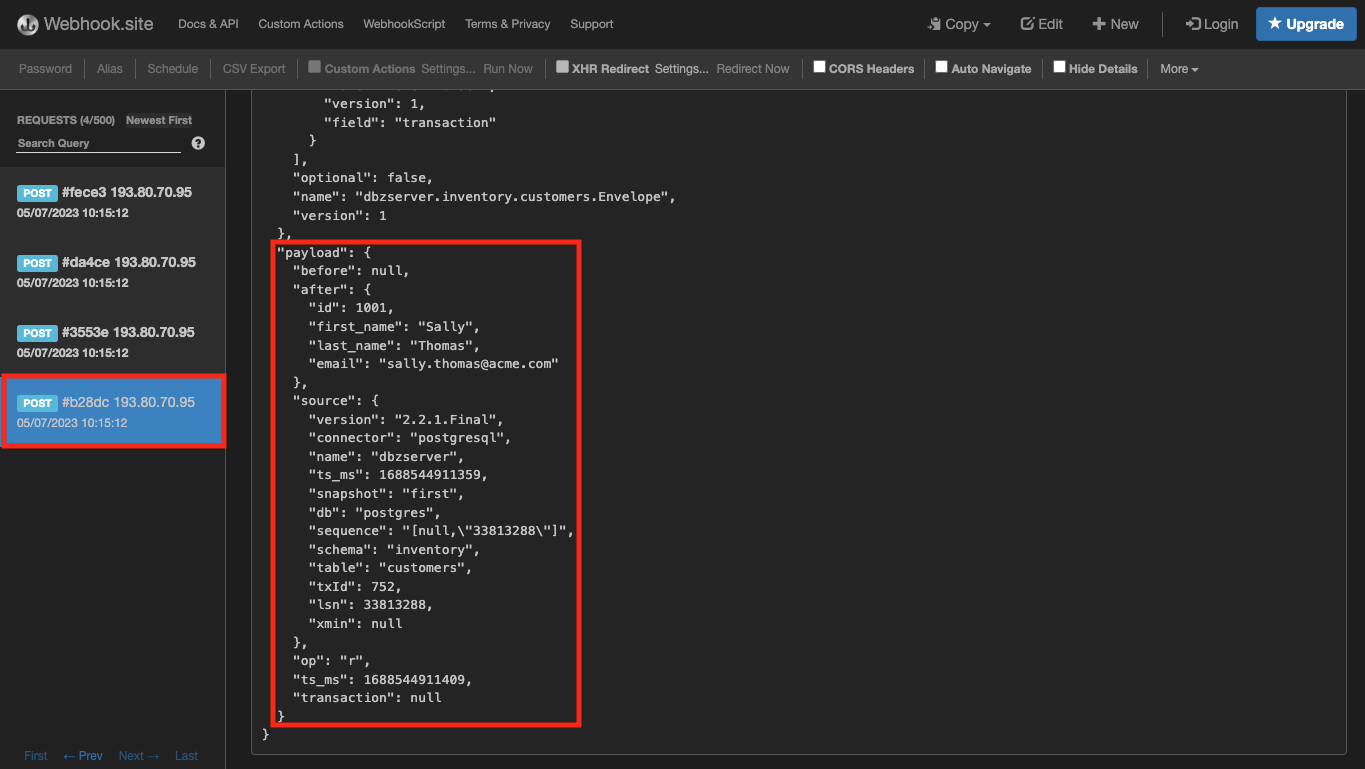 Webhook.site Docs & API Custom Actions WebhookScript Terms & Privacy Support Copy Edit New Login Upgrade
Password Alias Schedule CSV Export Custom Actions Settings... Run Now XHR Redirect Settings... Redirect Now CORS Headers Auto Navigate Hide Details More
REQUESTS (4/500) Newest First
Search Query
POST #fece3 193.80.70.95
05/07/2023 10:15:12
POST #da4ce 193.80.70.95
05/07/2023 10:15:12
POST #3553e 193.80.70.95
05/07/2023 10:15:12
POST #b28dc 193.80.70.95
05/07/2023 10:15:12
First ← Prev Next → Last
"version": 1,
"field": "transaction"
}
],
"optional": false,
"name": "dbzserver.inventory.customers.Envelope",
"version": 1
},
"payload": {
"before": null,
"after": {
"id": 1001,
"first_name": "Sally",
"last_name": "Thomas",
"email": "sally.thomas@acme.com"
},
"source": {
"version": "2.2.1.Final",
"connector": "postgresql",
"name": "dbzserver",
"ts_ms": 1688544911359,
"snapshot": "first",
"db": "postgres",
"sequence": "[null,\"33813288\"]",
"schema": "inventory",
"table": "customers",
"txId": 752,
"lsn": 33813288,
"xmin": null
},
"op": "r",
"ts_ms": 1688544911409,
"transaction": null
}
}